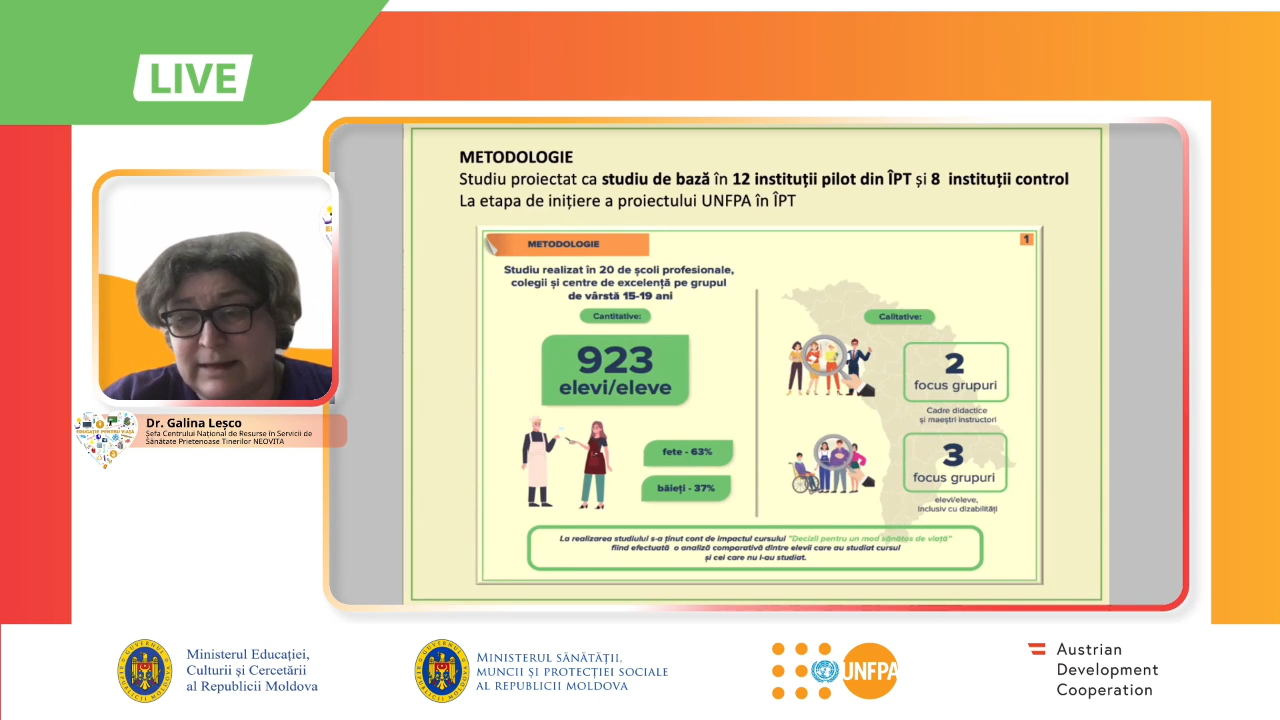 LIVE
METODOLOGIE
Studiu proiectat ca studiu de bază în 12 instituții pilot din ÎPT și 8 instituții control
La etapa de inițiere a proiectului UNFPA în ÎPT
METODOLOGIE
1
Studiu realizat în 20 de școli profesionale,
colegii și centre de excelență pe grupul
de vârstă 15-19 ani
Cantitative:
923
elevi/eleve
fete - 63%
băieți - 37%
Calitative:
2
focus grupuri
Cadre didactice
și maeștri instructori
3
focus grupuri
elevi/eleve,
inclusiv cu dizabilități
La realizarea studiului s-a ținut cont de impactul cursului "Decizii pentru un mod sănătos de viață"
fiind efectuată o analiză comparativă dintre elevii care au studiat cursul
și cei care nu l-au studiat.
EDUCAȚIE PENTRU VIAȚĂ
Dr. Galina Leșco
Șefa Centrului Național de Resurse în Servicii de
Sănătate Prietenoase Tinerilor NEOVITA
Ministerul Educației,
Culturii și Cercetării
al Republicii Moldova
MINISTERUL SĂNĂTĂȚII,
MUNCII ȘI PROTECȚIEI SOCIALE
AL REPUBLICII MOLDOVA
UNFPA
Austrian
Development
Cooperation